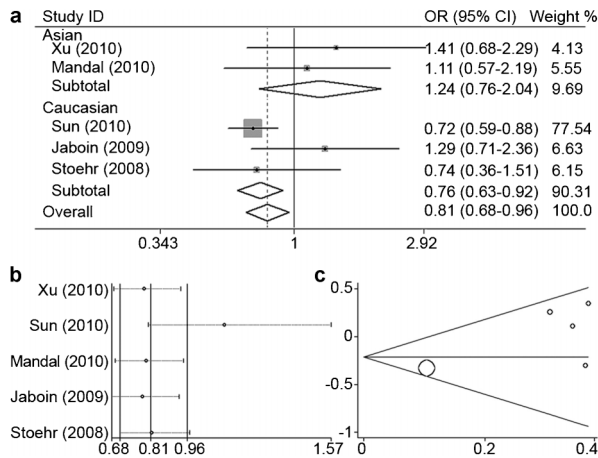 a Study ID OR (95% CI) Weight %
Asian
Xu (2010) 1.41 (0.68-2.29) 4.13
Mandal (2010) 1.11 (0.57-2.19) 5.55
Subtotal 1.24 (0.76-2.04) 9.69
Caucasian
Sun (2010) 0.72 (0.59-0.88) 77.54
Jaboin (2009) 1.29 (0.71-2.36) 6.63
Stoehr (2008) 0.74 (0.36-1.51) 6.15
Subtotal 0.76 (0.63-0.92) 90.31
Overall 0.81 (0.68-0.96) 100.0
0.343 1 2.92
b
Xu (2010)
Sun (2010)
Mandal (2010)
Jaboin (2009)
Stoehr (2008)
0.68 0.81 0.96 1.57
c
0.5
0
-0.5
-1
0 0.2 0.4